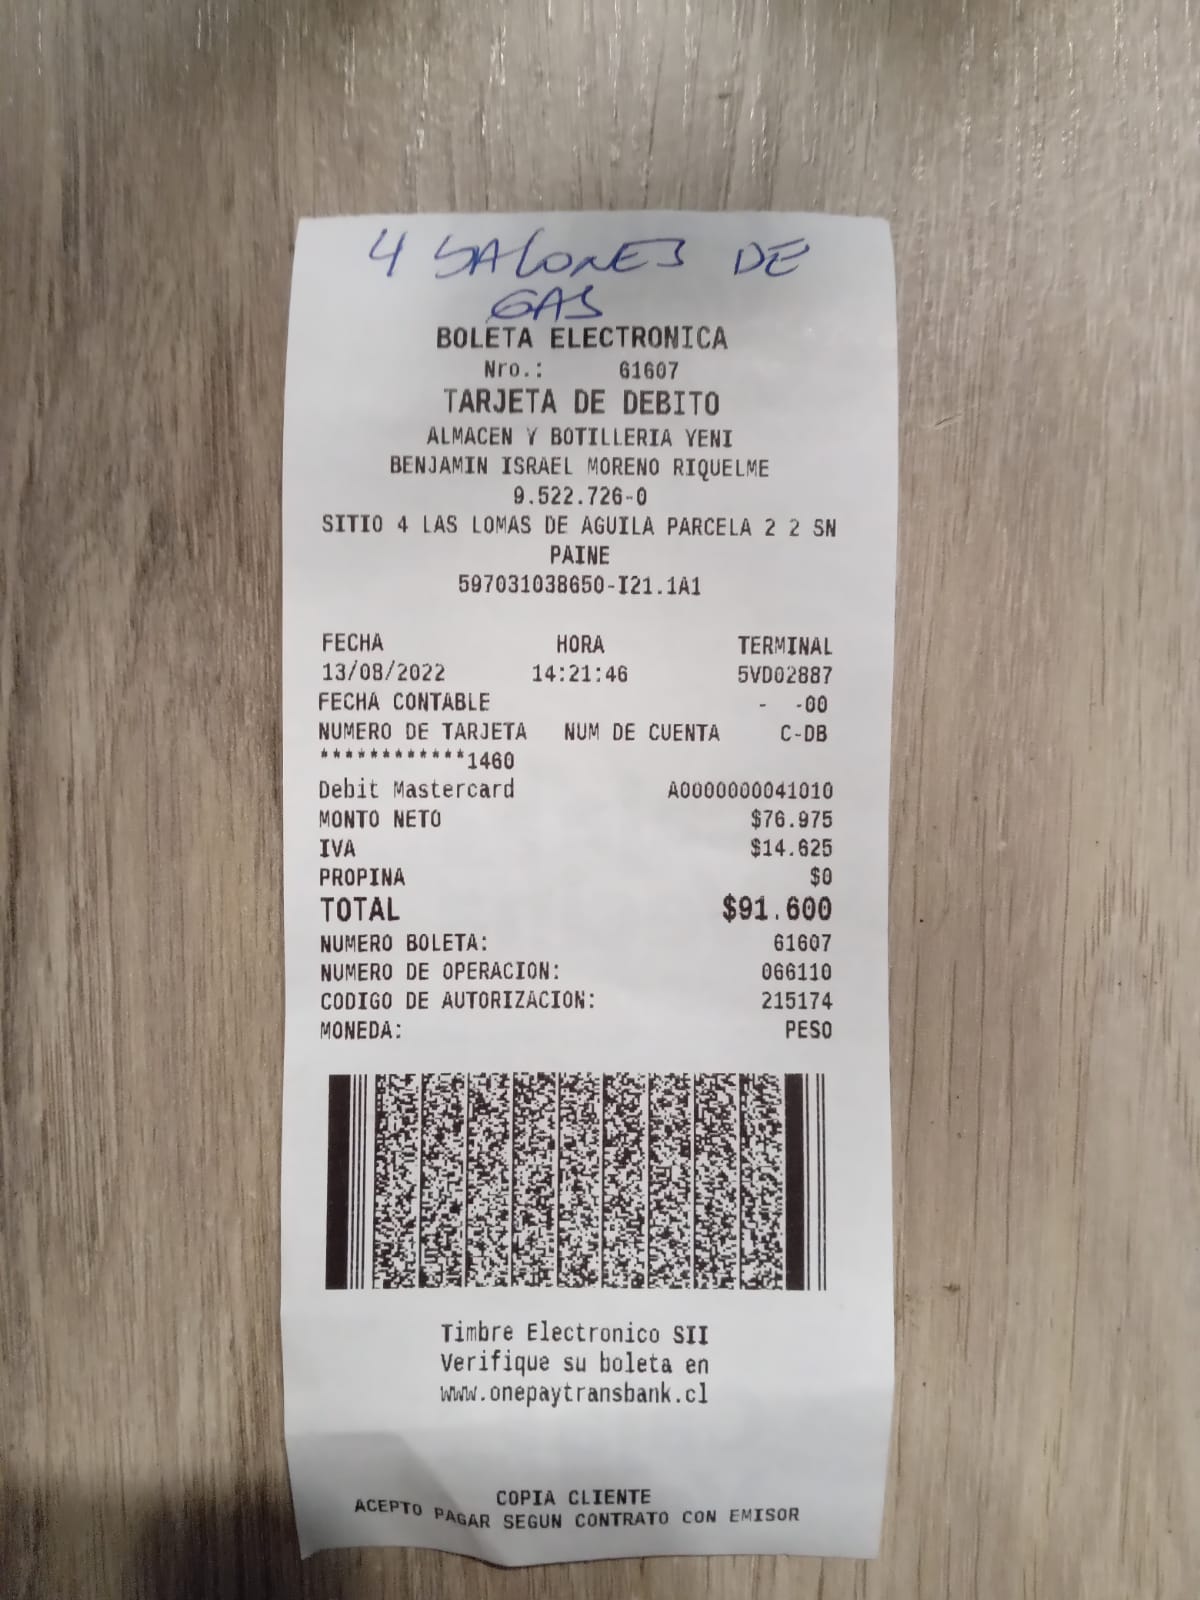 4 SALONES DE
GAS
BOLETA ELECTRONICA
Nro.: 61607
TARJETA DE DEBITO
ALMACEN Y BOTILLERIA YENI
BENJAMIN ISRAEL MORENO RIQUELME
9.522.726-0
SITIO 4 LAS LOMAS DE AGUILA PARCELA 2 2 SN
PAINE
597031038650-I21.1A1
FECHA HORA TERMINAL
13/08/2022 14:21:46 5VD02887
FECHA CONTABLE - -00
NUMERO DE TARJETA NUM DE CUENTA C-DB
************1460
Debit Mastercard A0000000041010
MONTO NETO $76.975
IVA $14.625
PROPINA $0
TOTAL $91.600
NUMERO BOLETA: 61607
NUMERO DE OPERACION: 066110
CODIGO DE AUTORIZACION: 215174
MONEDA: PESO
Timbre Electronico SII
Verifique su boleta en
www.onepaytransbank.cl
COPIA CLIENTE
ACEPTO PAGAR SEGUN CONTRATO CON EMISOR